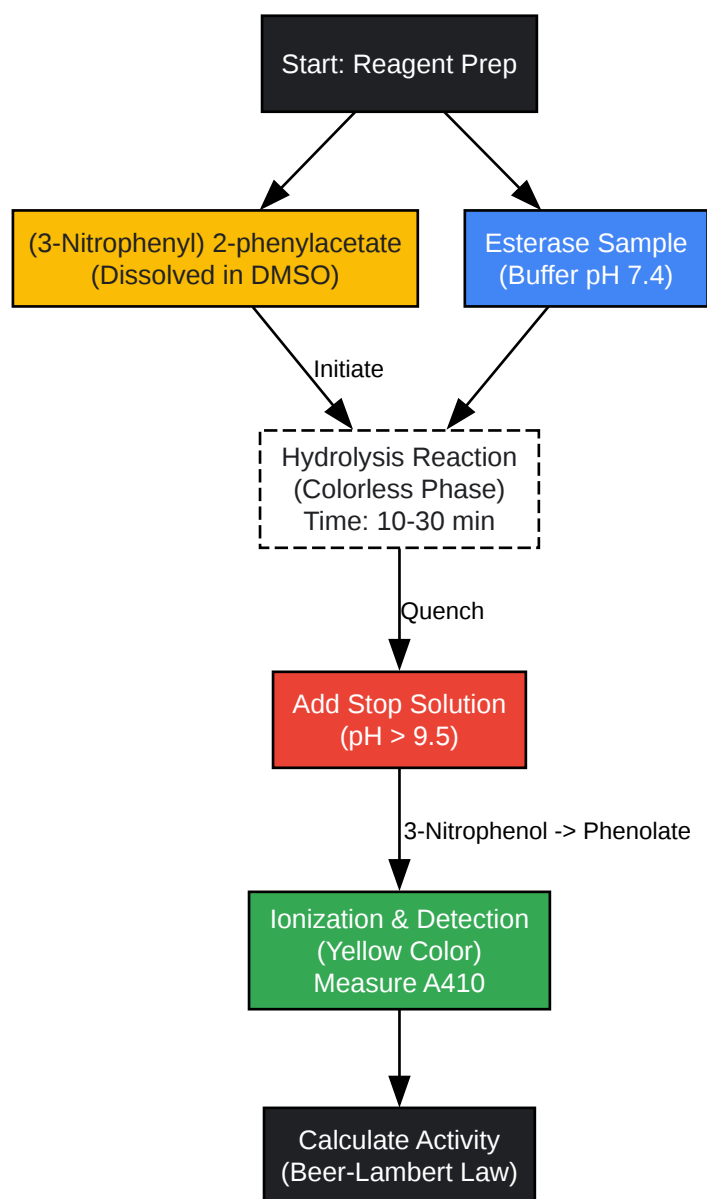 Start: Reagent Prep
(3-Nitrophenyl) 2-phenylacetate
(Dissolved in DMSO)
Esterase Sample
(Buffer pH 7.4)
Initiate
Hydrolysis Reaction
(Colorless Phase)
Time: 10-30 min
Quench
Add Stop Solution
(pH > 9.5)
3-Nitrophenol -> Phenolate
Ionization & Detection
(Yellow Color)
Measure A410
Calculate Activity
(Beer-Lambert Law)